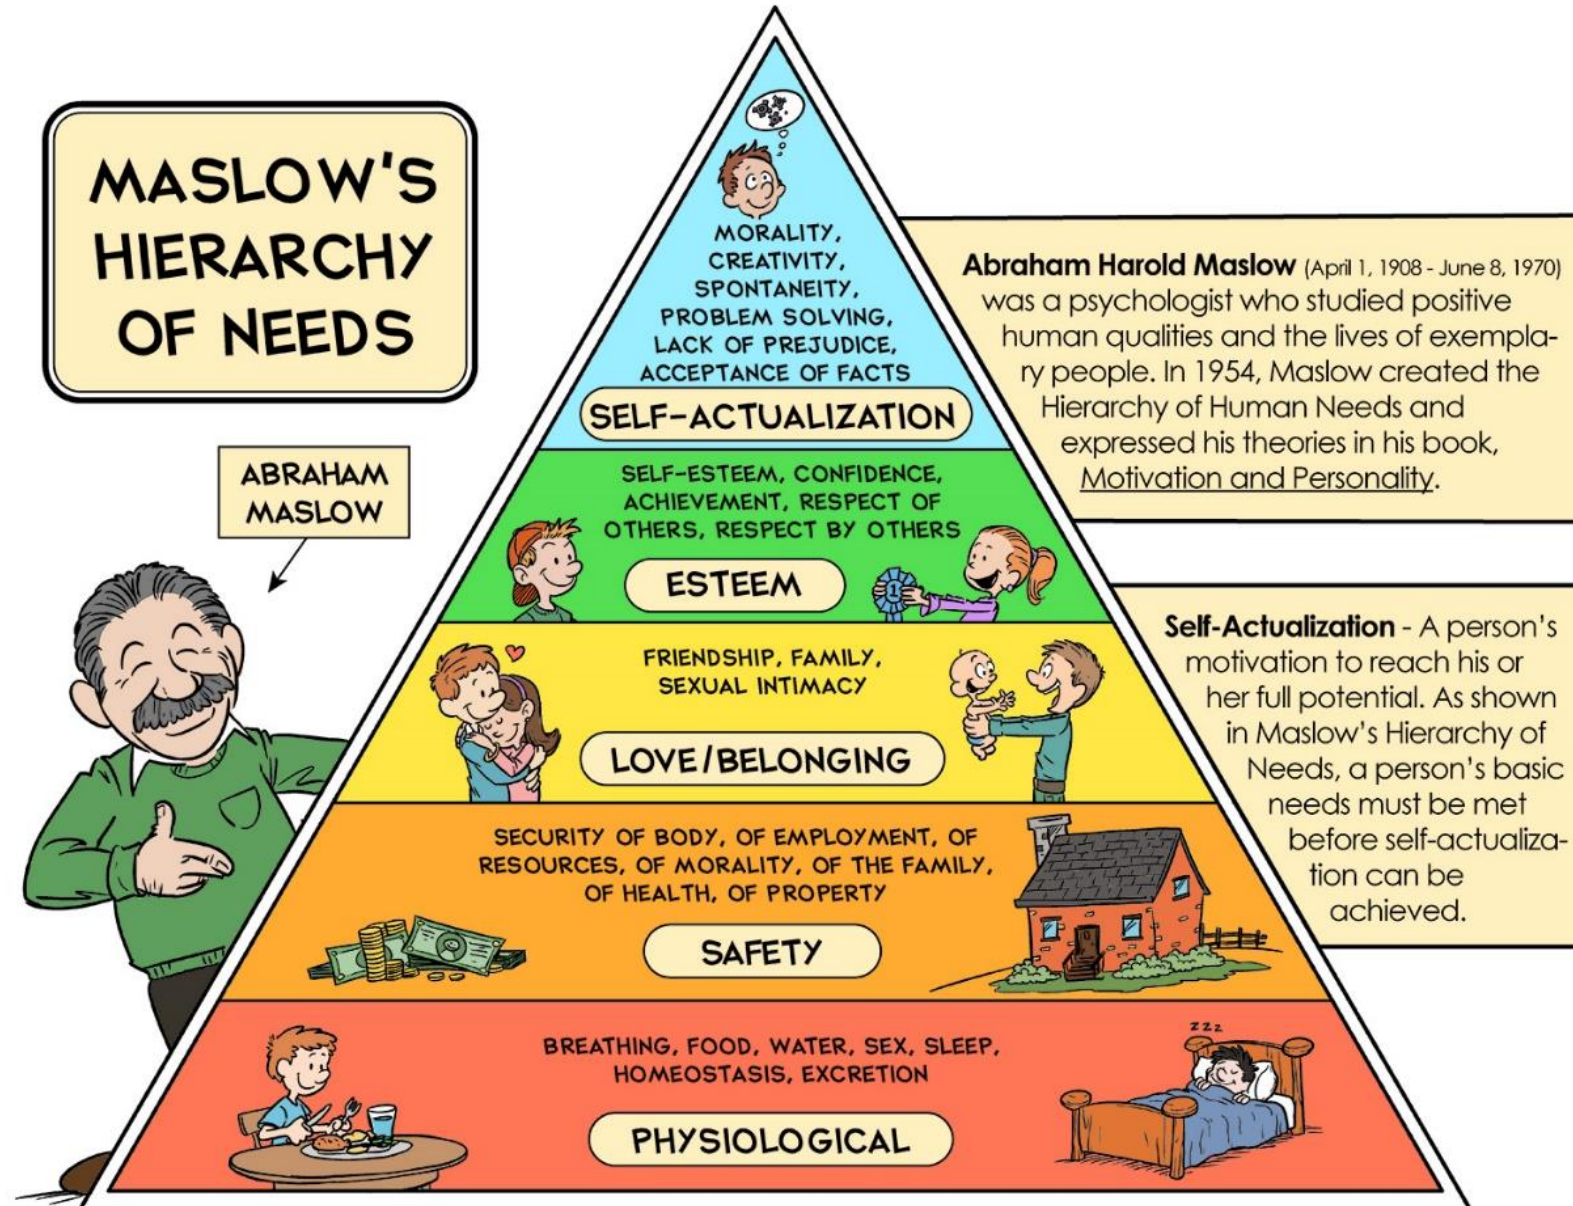 MASLOW'S
HIERARCHY
OF NEEDS
ABRAHAM
MASLOW
MORALITY,
CREATIVITY,
SPONTANEITY,
PROBLEM SOLVING,
LACK OF PREJUDICE,
ACCEPTANCE OF FACTS
SELF-ACTUALIZATION
SELF-ESTEEM, CONFIDENCE,
ACHIEVEMENT, RESPECT OF
OTHERS, RESPECT BY OTHERS
1
ESTEEM
FRIENDSHIP, FAMILY,
SEXUAL INTIMACY
LOVE/BELONGING
SECURITY OF BODY, OF EMPLOYMENT, OF
RESOURCES, OF MORALITY, OF THE FAMILY,
OF HEALTH, OF PROPERTY
SAFETY
BREATHING, FOOD, WATER, SEX, SLEEP,
HOMEOSTASIS, EXCRETION
zzz
PHYSIOLOGICAL
Abraham Harold Maslow (April 1, 1908 - June 8, 1970)
was a psychologist who studied positive
human qualities and the lives of exempla-
ry people. In 1954, Maslow created the
Hierarchy of Human Needs and
expressed his theories in his book,
Motivation and Personality.
Self-Actualization - A person's
motivation to reach his or
her full potential. As shown
in Maslow's Hierarchy of
Needs, a person's basic
needs must be met
before self-actualiza-
tion can be
achieved.